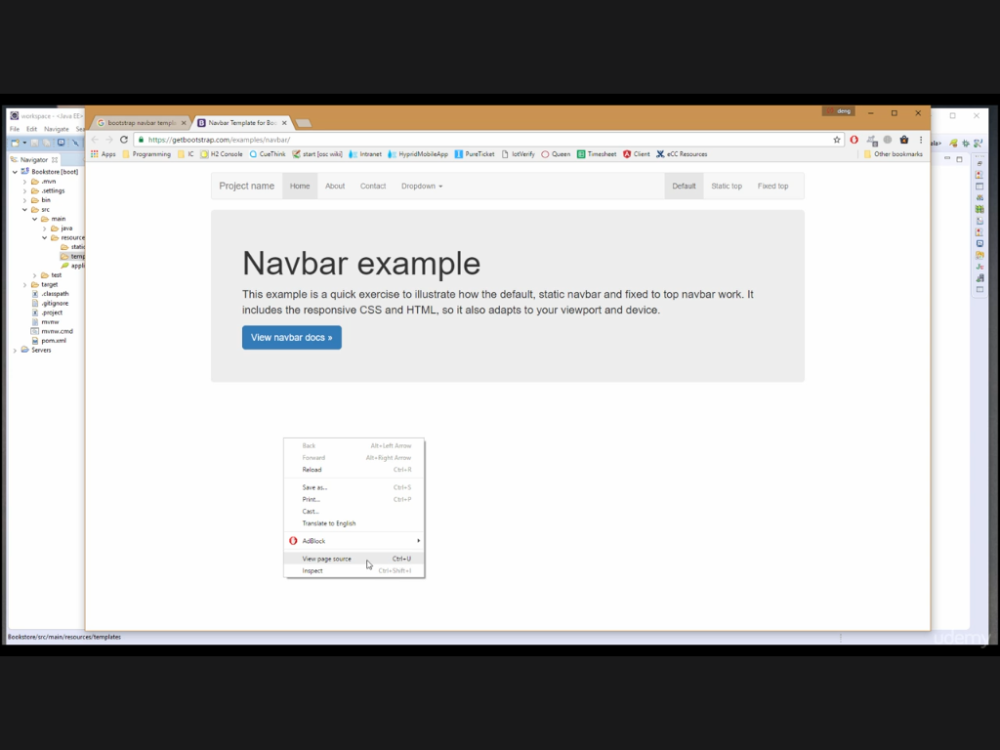 workspace - <Java EE>
deng
bootstrap navbar templ
Navbar Template for Bo
File Edit Navigate Sea
https://getbootstrap.com/examples/navbar/
Apps Programming IC H2 Console CueThink start [osc wiki] Intranet HypridMobileApp PureTicket IotVerify Queen Timesheet Client eCC Resources Other bookmarks
Navigator
Bookstore [boot]
.mvn
.settings
bin
src
main
java
resource
static
temp
appli
test
target
.classpath
.gitignore
.project
mvnw
mvnw.cmd
pom.xml
Servers
Project name Home About Contact Dropdown Default Static top Fixed top
Navbar example
This example is a quick exercise to illustrate how the default, static navbar and fixed to top navbar work. It
includes the responsive CSS and HTML, so it also adapts to your viewport and device.
View navbar docs »
Back Alt+Left Arrow
Forward Alt+Right Arrow
Reload Ctrl+R
Save as... Ctrl+S
Print... Ctrl+P
Cast...
Translate to English
AdBlock
View page source Ctrl+U
Inspect Ctrl+Shift+I
Bookstore/src/main/resources/templates
udemy